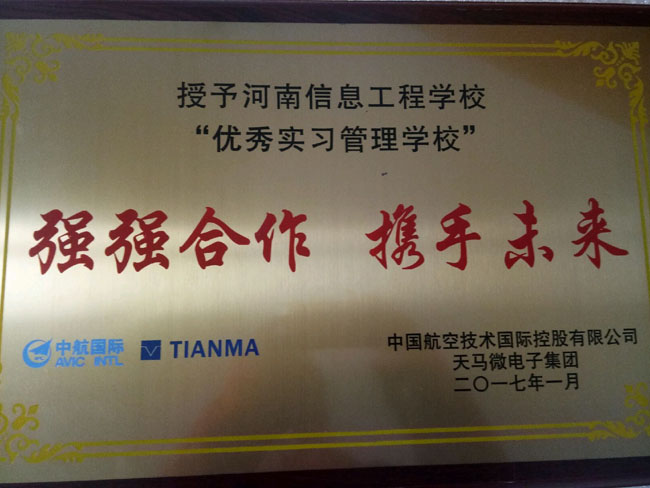 授予河南信息工程学校
“优秀实习管理学校”
强强合作 携手未来
中航国际
AVIC INTL
TIANMA
中国航空技术国际控股有限公司
天马微电子集团
二〇一七年一月